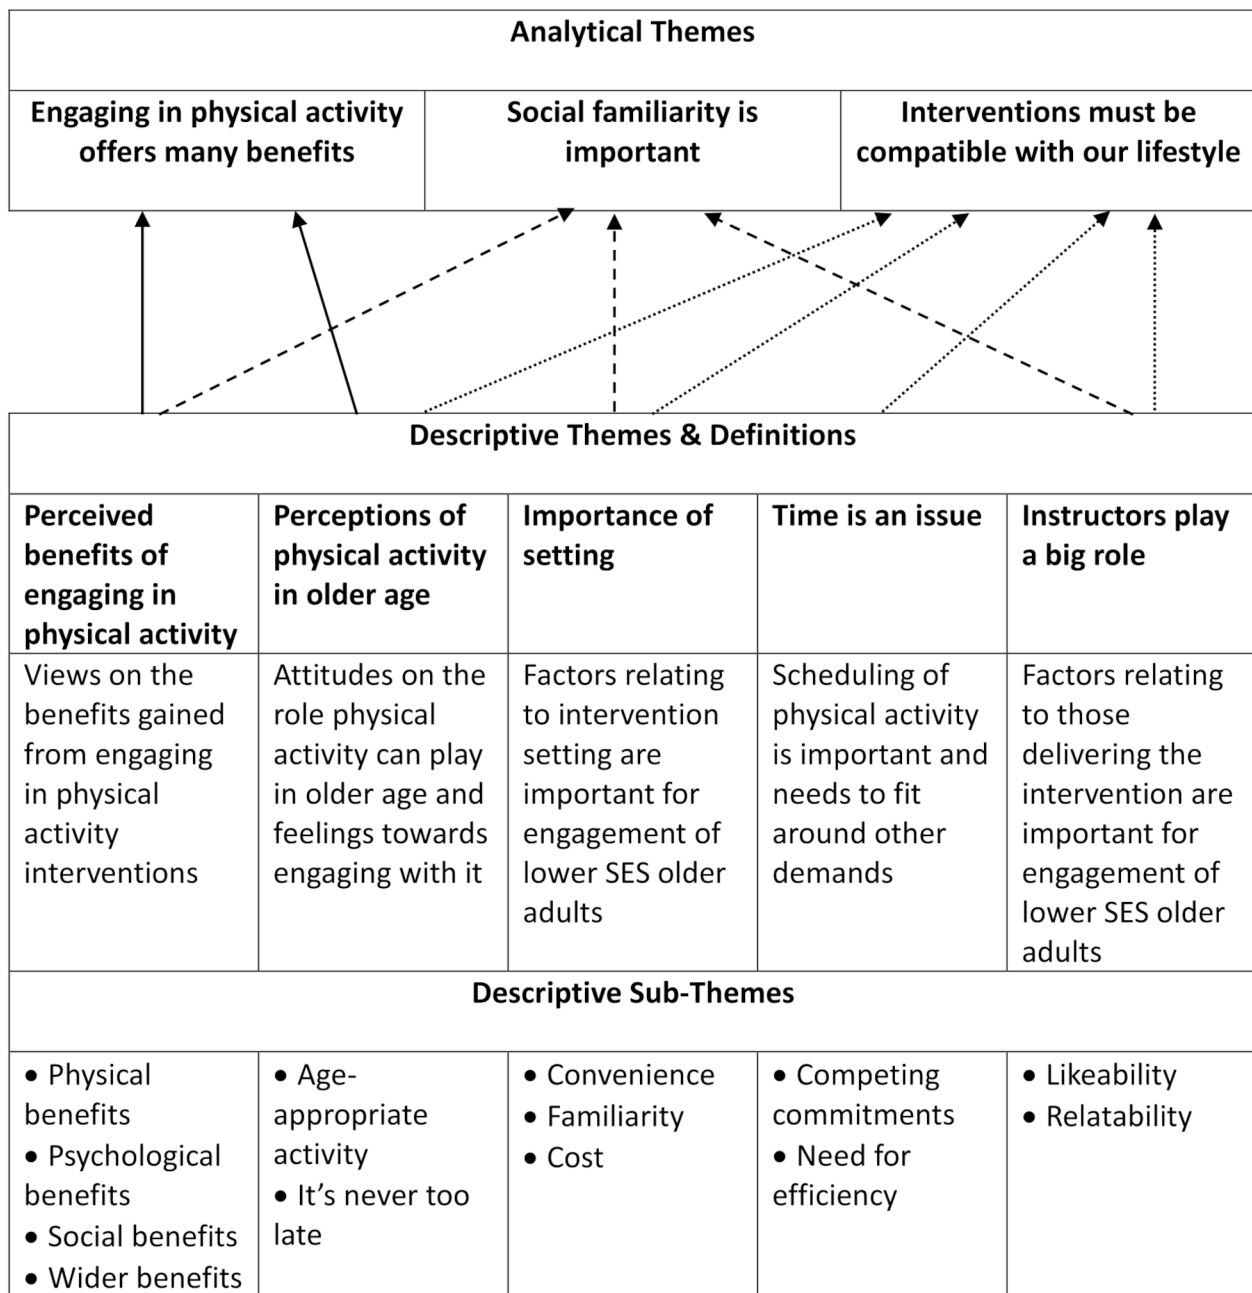 Analytical Themes
Engaging in physical activity
offers many benefits
Social familiarity is
important
Interventions must be
compatible with our lifestyle
Descriptive Themes & Definitions
Perceived
benefits of
engaging in
physical activity
Perceptions of
physical activity
in older age
Importance of
setting
Time is an issue
Instructors play
a big role
Views on the
benefits gained
from engaging
in physical
activity
interventions
Attitudes on the
role physical
activity can play
in older age and
feelings towards
engaging with it
Factors relating
to intervention
setting are
important for
engagement of
lower SES older
adults
Scheduling of
physical activity
is important and
needs to fit
around other
demands
Factors relating
to those
delivering the
intervention are
important for
engagement of
lower SES older
adults
Descriptive Sub-Themes
• Physical
benefits
• Psychological
benefits
• Social benefits
• Wider benefits
• Age-
appropriate
activity
• It’s never too
late
• Convenience
• Familiarity
• Cost
• Competing
commitments
• Need for
efficiency
• Likeability
• Relatability